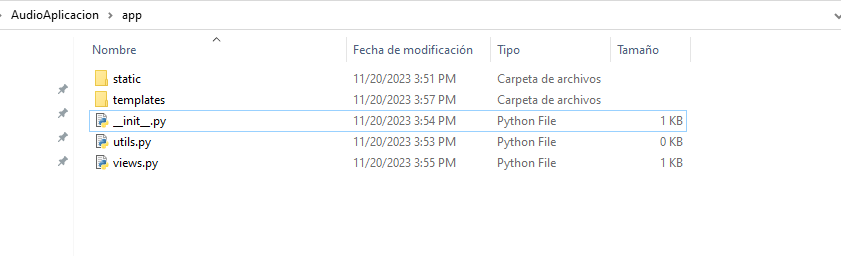 AudioAplicacion > app
Nombre Fecha de modificación Tipo Tamaño
static 11/20/2023 3:51 PM Carpeta de archivos
templates 11/20/2023 3:57 PM Carpeta de archivos
__init__.py 11/20/2023 3:54 PM Python File 1 KB
utils.py 11/20/2023 3:53 PM Python File 0 KB
views.py 11/20/2023 3:55 PM Python File 1 KB